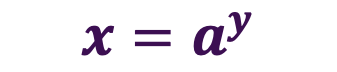 x = a^y